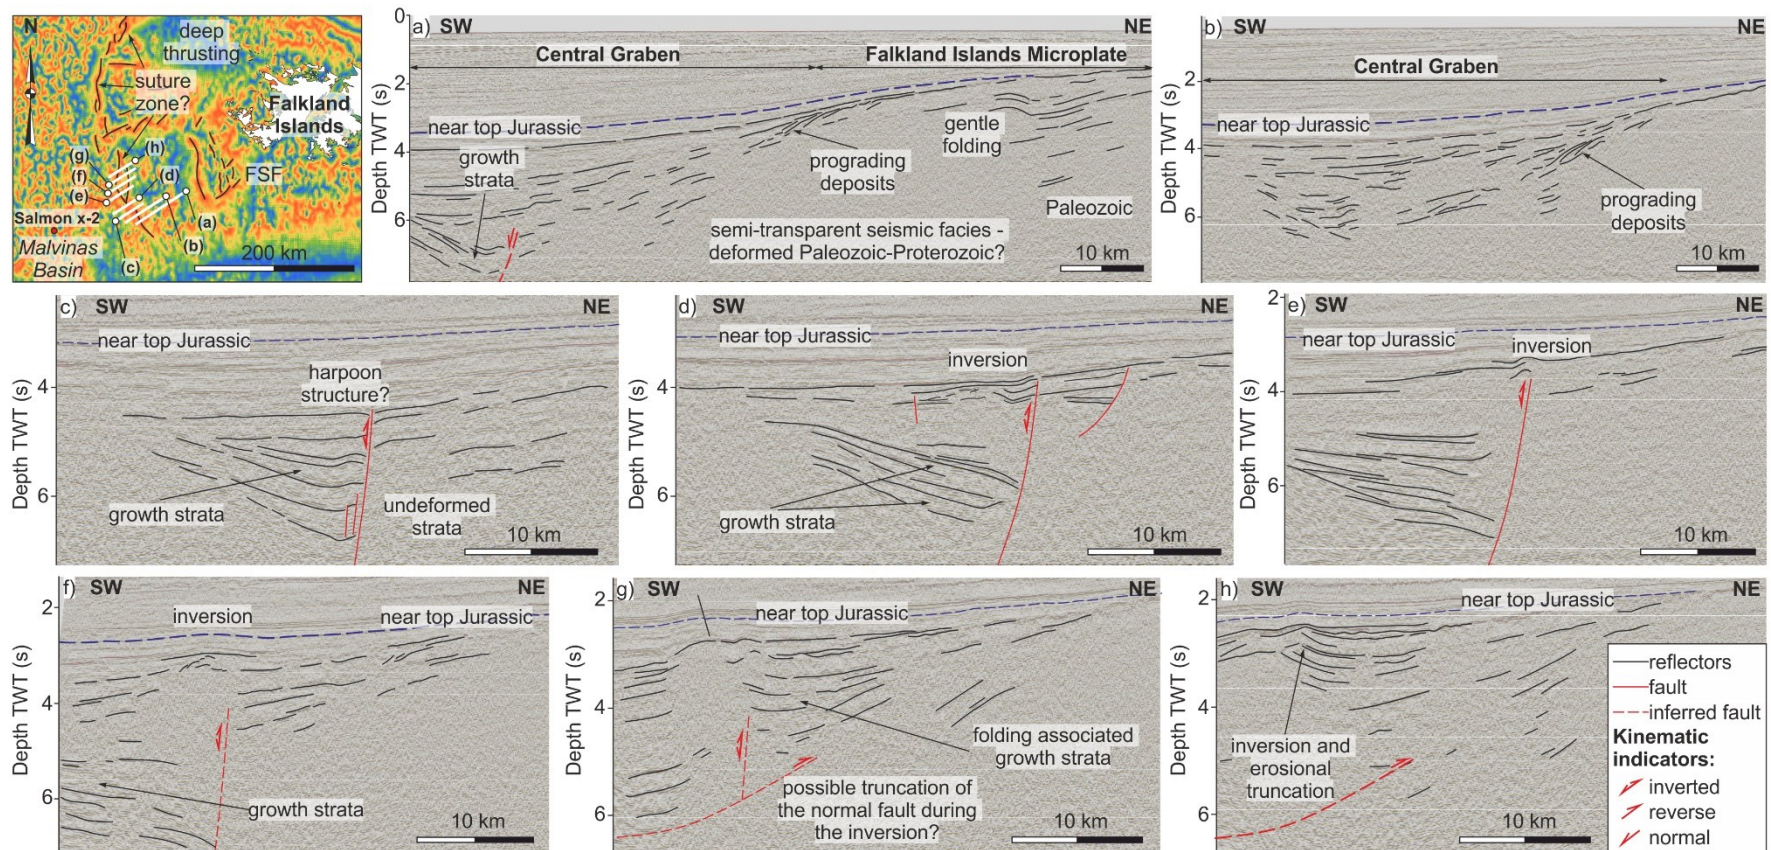 N
deep
thrusting
suture
zone?
Falkland
Islands
(g)
(h)
(f)
(d)
(e)
FSF
Salmon x-2
(a)
Malvinas
Basin
(b)
(c)
200 km
a) SW
NE
0
2
4
6
Depth TWT (s)
Central Graben
Falkland Islands Microplate
near top Jurassic
growth
strata
prograding
deposits
gentle
folding
Paleozoic
semi-transparent seismic facies -
deformed Paleozoic-Proterozoic?
10 km
b) SW
NE
2
4
6
Depth TWT (s)
Central Graben
near top Jurassic
prograding
deposits
10 km
c) SW
NE
4
6
Depth TWT (s)
near top Jurassic
harpoon
structure?
growth strata
undeformed
strata
10 km
d) SW
NE
4
6
Depth TWT (s)
near top Jurassic
inversion
growth strata
10 km
e) SW
NE
2
4
6
Depth TWT (s)
near top Jurassic
inversion
10 km
f) SW
NE
2
4
6
Depth TWT (s)
inversion
near top Jurassic
growth strata
10 km
g) SW
NE
2
4
6
Depth TWT (s)
near top Jurassic
folding associated
growth strata
possible truncation of
the normal fault during
the inversion?
10 km
h) SW
NE
2
4
6
Depth TWT (s)
near top Jurassic
inversion and
erosional
truncation
10 km
reflectors
fault
inferred fault
Kinematic
indicators:
inverted
reverse
normal